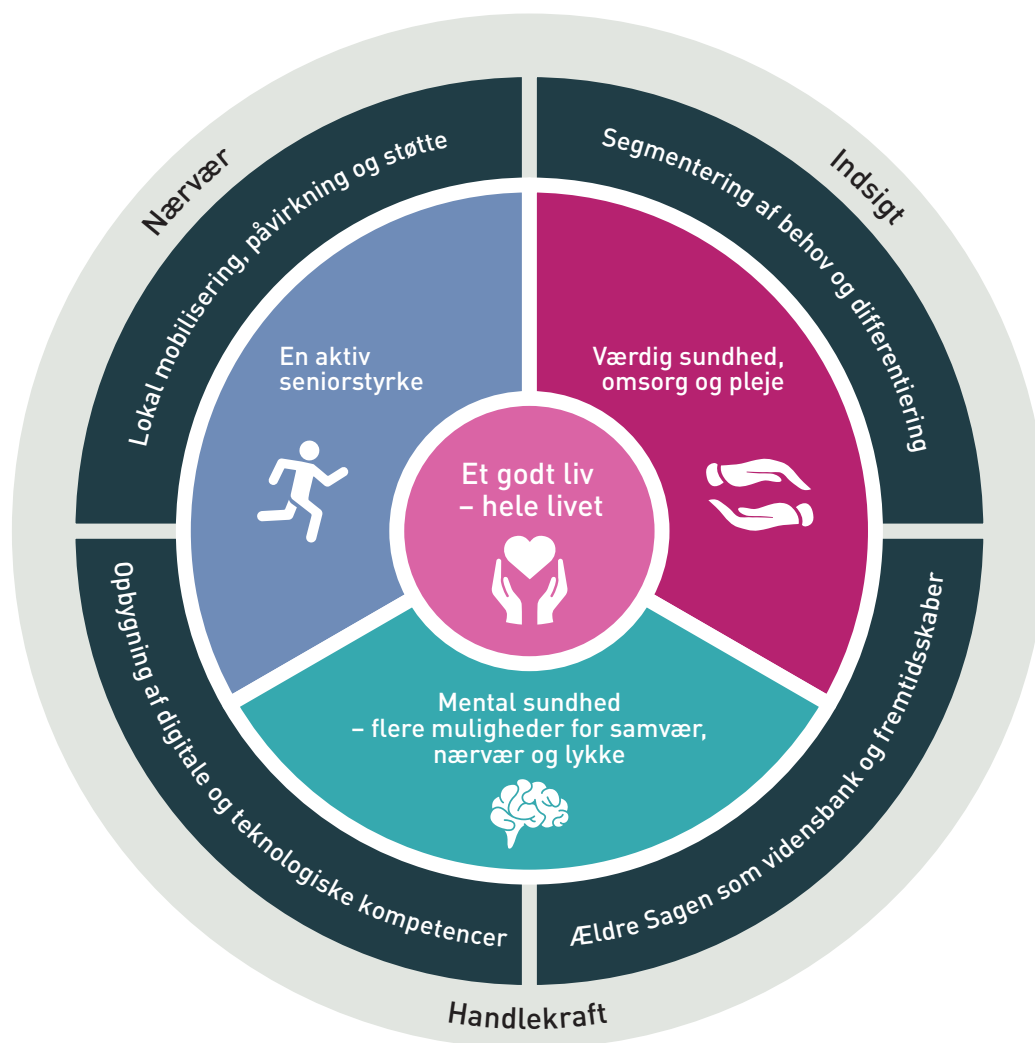 Nærvær
Indsigt
Lokal mobilisering, påvirkning og støtte
Segmentering af behov og differentiering
En aktiv
seniorstyrke
Værdig sundhed,
omsorg og pleje
Et godt liv
– hele livet
Mental sundhed
– flere muligheder for samvær,
nærvær og lykke
Opbygning af digitale og teknologiske kompetencer
Ældre Sagen som vidensbank og fremtidsskaber
Handlekraft